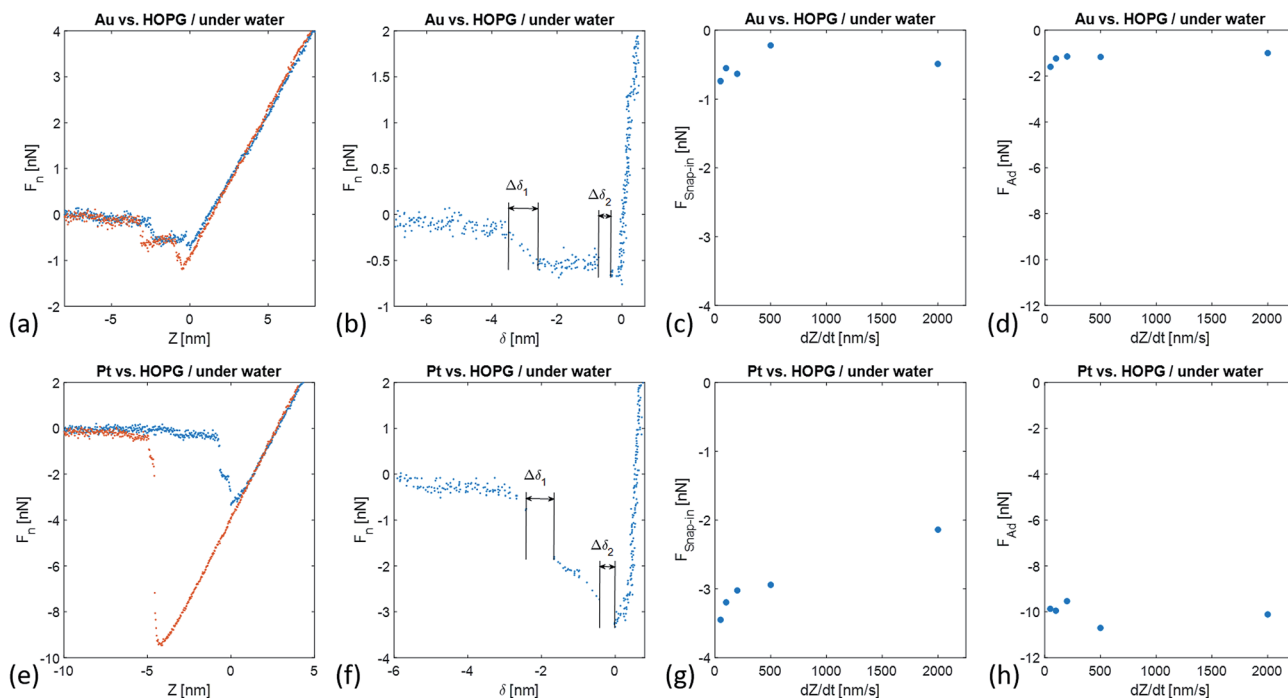 Au vs. HOPG / under water
4
3
2
1
0
-1
-2
F_n [nN]
-5
0
5
Z [nm]
(a)
Au vs. HOPG / under water
2
1.5
1
0.5
0
-0.5
1
F_n [nN]
Δδ₁
Δδ₂
-6
-4
-2
0
δ [nm]
(b)
Au vs. HOPG / under water
0
-1
-2
-3
-4
F_Snap-in [nN]
0
500
1000
1500
2000
dZ/dt [nm/s]
(c)
Au vs. HOPG / under water
0
-2
-4
-6
-8
-10
-12
F_Ad [nN]
0
500
1000
1500
2000
dZ/dt [nm/s]
(d)
Pt vs. HOPG / under water
2
0
-2
-4
-6
-8
-10
F_n [nN]
-10
-5
0
5
Z [nm]
(e)
Pt vs. HOPG / under water
2
1
0
-1
-2
-3
-4
F_n [nN]
Δδ₁
Δδ₂
-6
-4
-2
0
δ [nm]
(f)
Pt vs. HOPG / under water
0
-1
-2
-3
-4
F_Snap-in [nN]
0
500
1000
1500
2000
dZ/dt [nm/s]
(g)
Pt vs. HOPG / under water
0
-2
-4
-6
-8
-10
-12
F_Ad [nN]
0
500
1000
1500
2000
dZ/dt [nm/s]
(h)